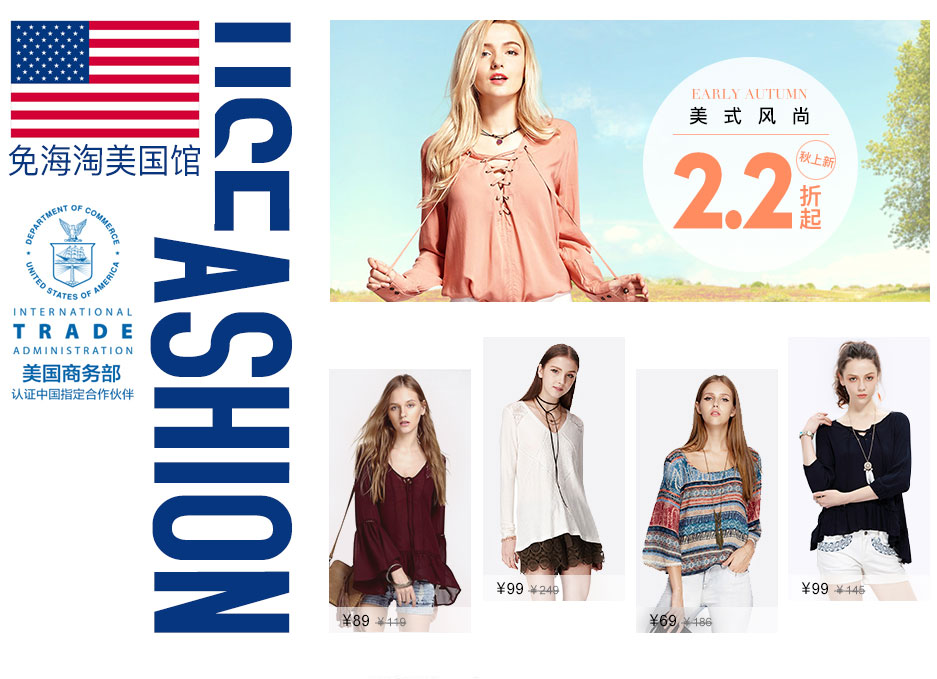 免海淘美国馆
DEPARTMENT OF COMMERCE
UNITED STATES OF AMERICA
INTERNATIONAL
TRADE
ADMINISTRATION
美国商务部
认证中国指定合作伙伴
USFASHION
EARLY AUTUMN
美式风尚
2.2折起
秋上新
¥89 ¥119
¥99 ¥249
¥69 ¥186
¥99 ¥145